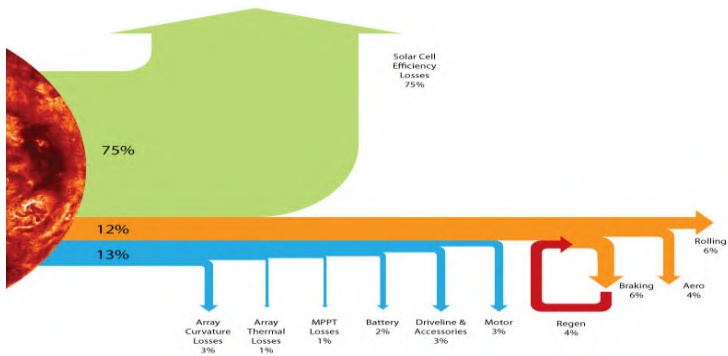 Solar Cell
Efficiency
Losses
75%
75%
12%
13%
Rolling
6%
Braking
6%
Aero
4%
Array
Curvature
Losses
3%
Array
Thermal
Losses
1%
MPPT
Losses
1%
Battery
2%
Driveline &
Accessories
3%
Motor
3%
Regen
4%